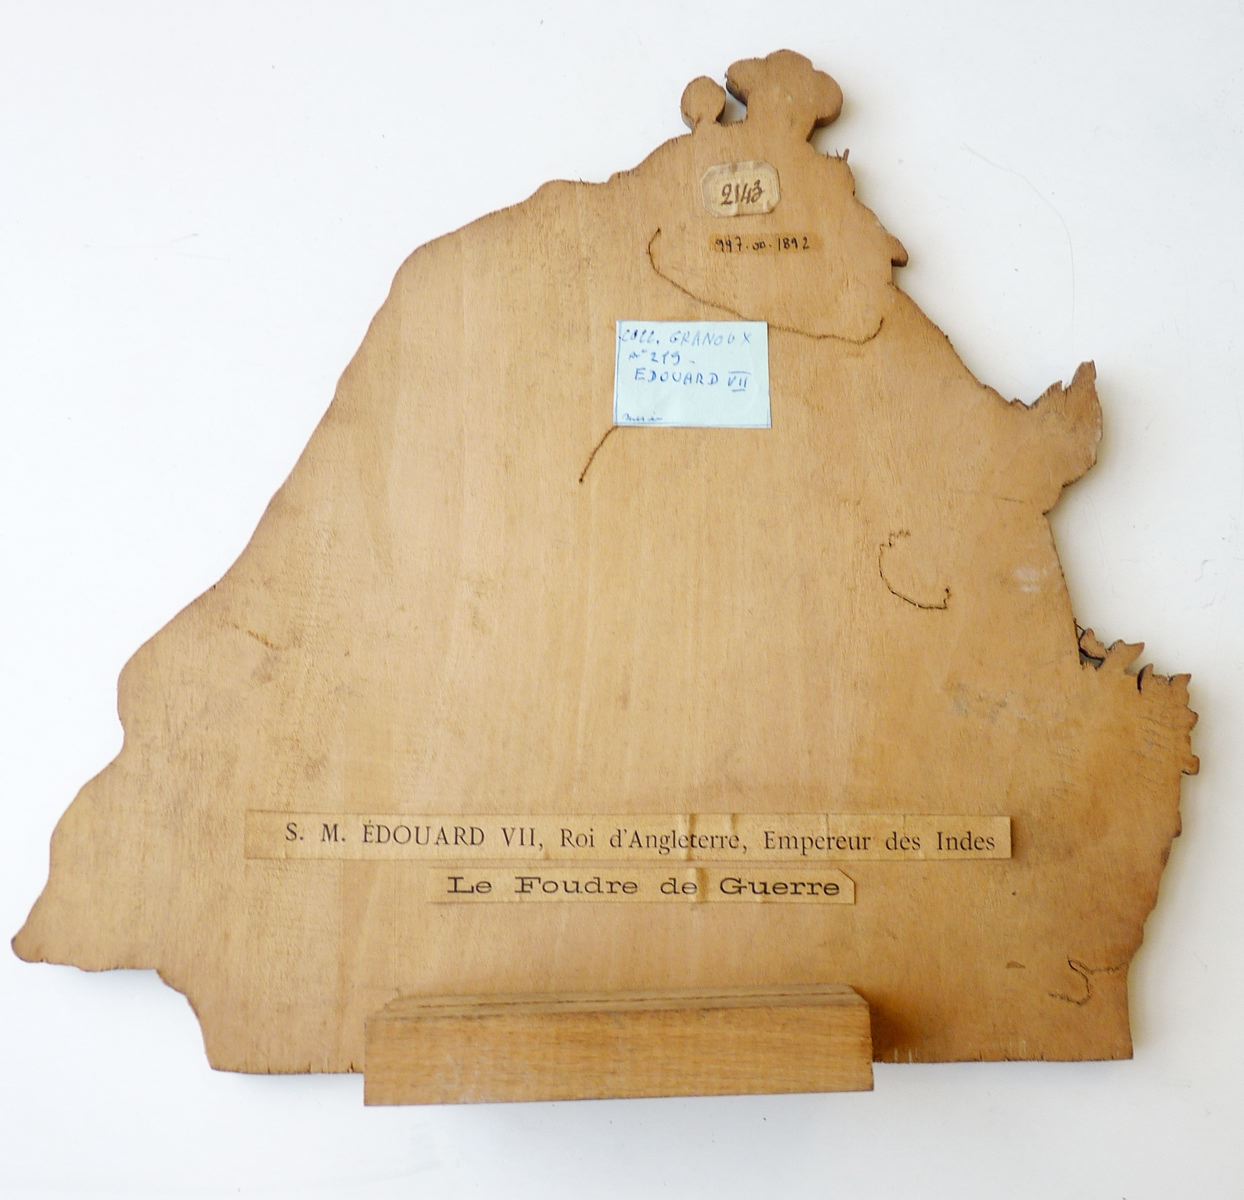 2143
997.00.1892
COLL. GRANOUX
N° 219-
EDOUARD VII
S. M. ÉDOUARD VII, Roi d'Angleterre, Empereur des Indes
Le Foudre de Guerre